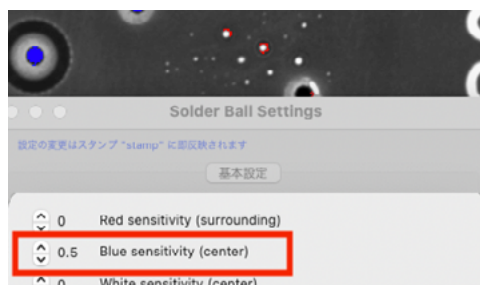 Solder Ball Settings
設定の変更はスタンプ "stamp" に即反映されます
基本設定
0 Red sensitivity (surrounding)
0.5 Blue sensitivity (center)
0 White sensitivity (center)